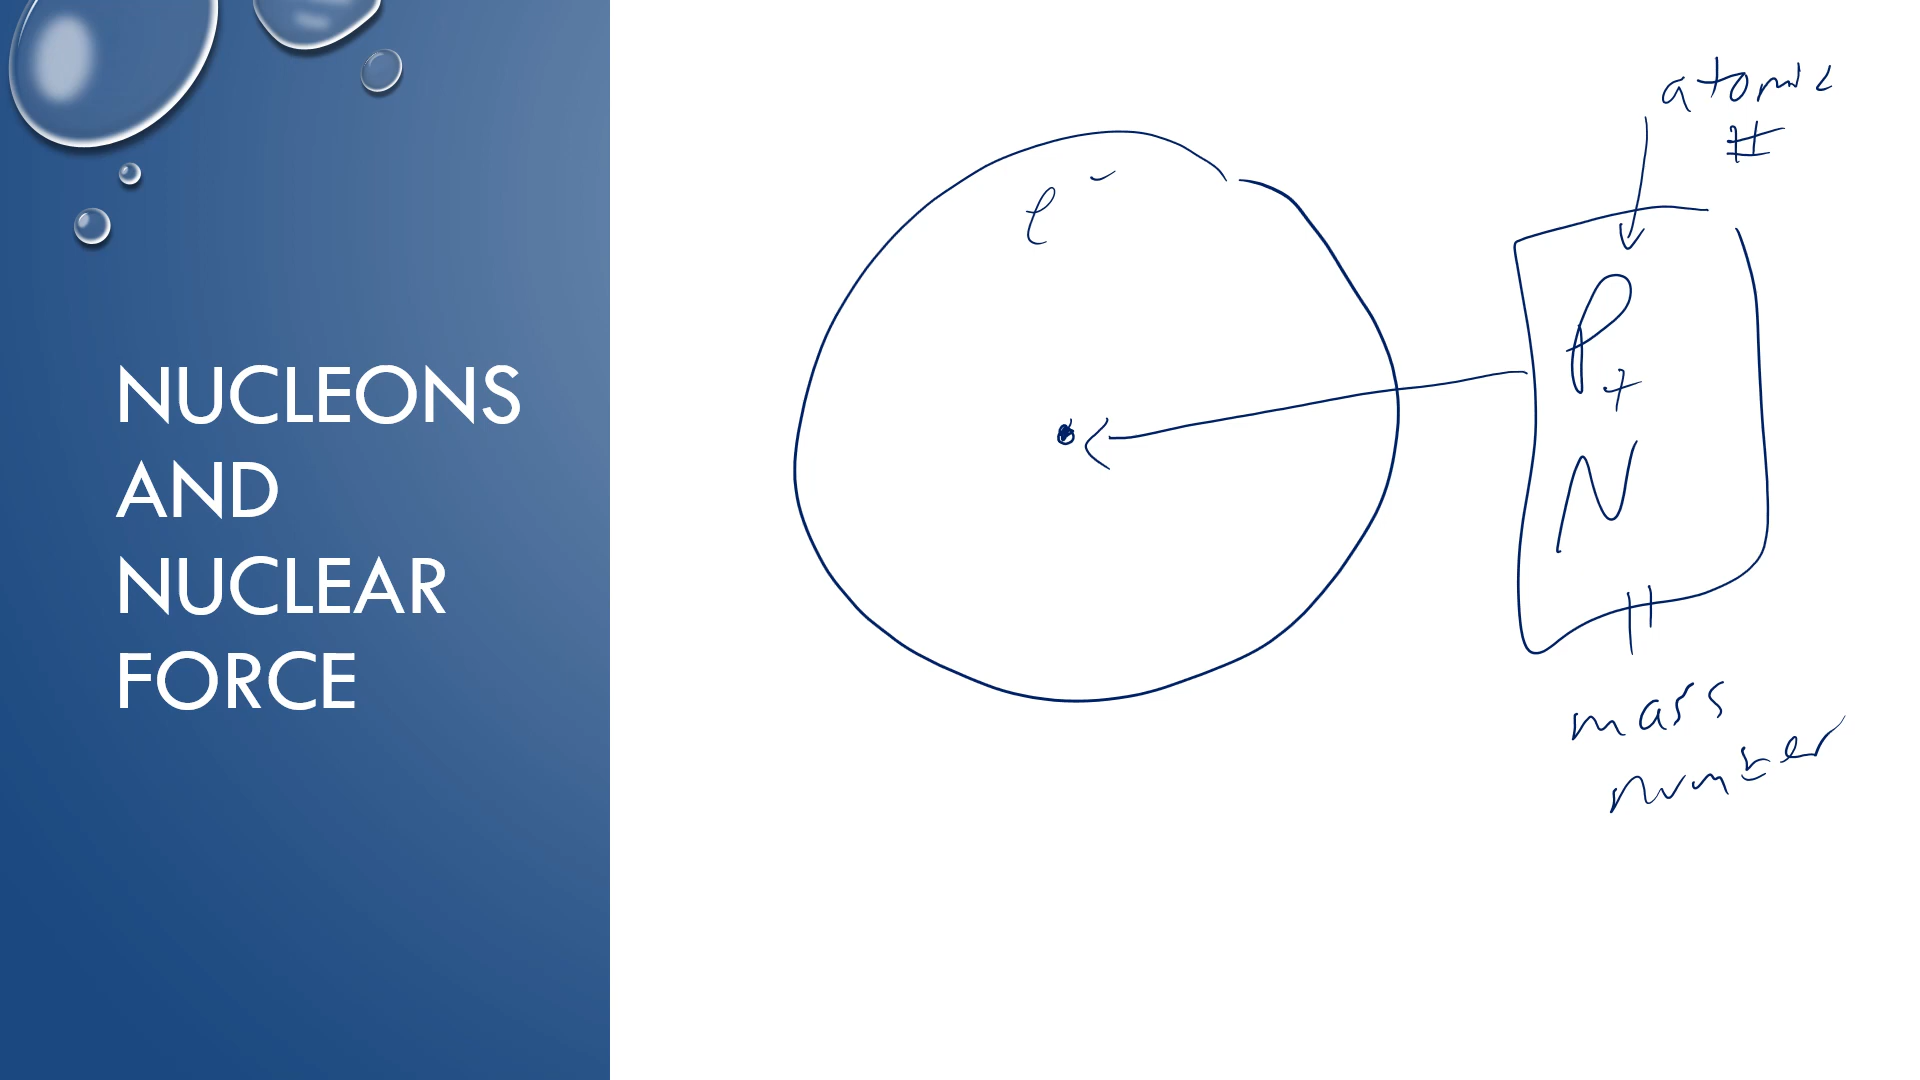 NUCLEONS
AND
NUCLEAR
FORCE
e⁻
atomic
#
P
+
N
=
mass
number